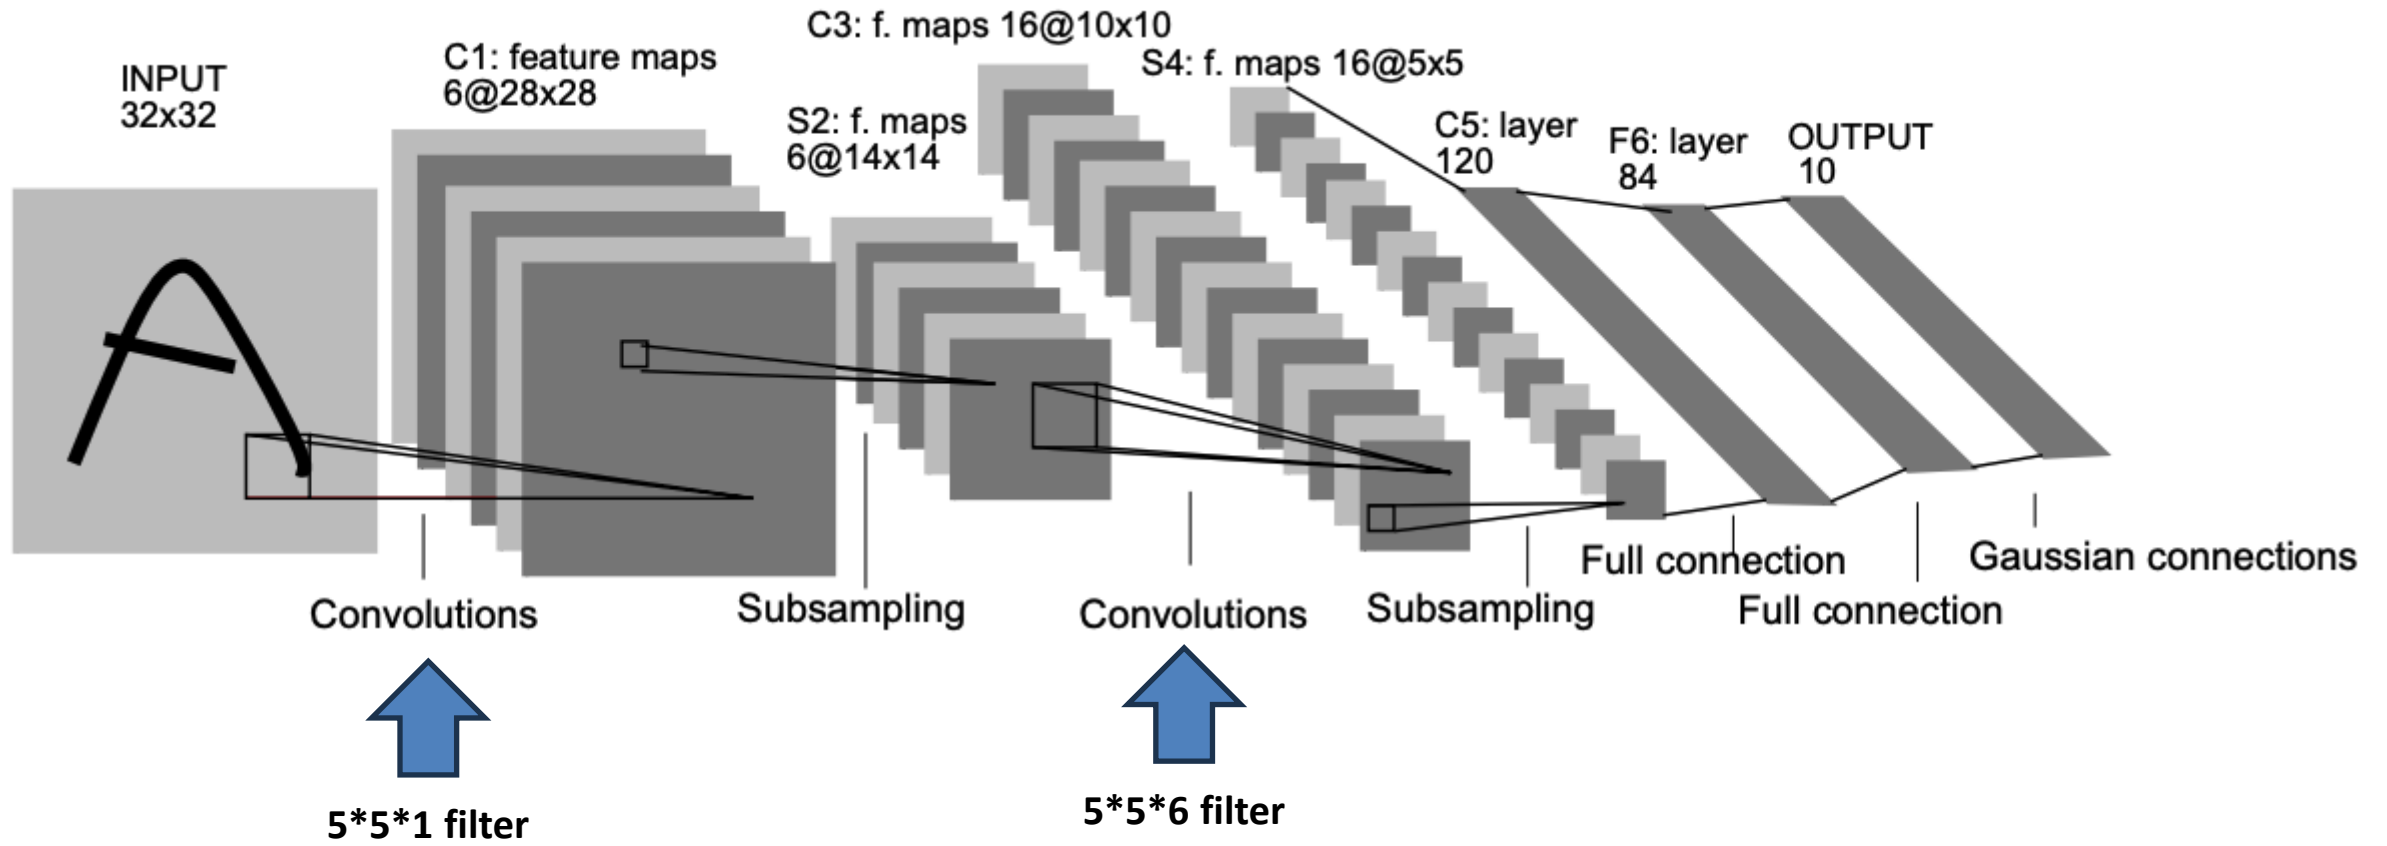 INPUT
32x32
C1: feature maps
6@28x28
S2: f. maps
6@14x14
C3: f. maps 16@10x10
S4: f. maps 16@5x5
C5: layer
120
F6: layer
84
OUTPUT
10
Convolutions
Subsampling
Convolutions
Subsampling
Full connection
Full connection
Gaussian connections
5*5*1 filter
5*5*6 filter